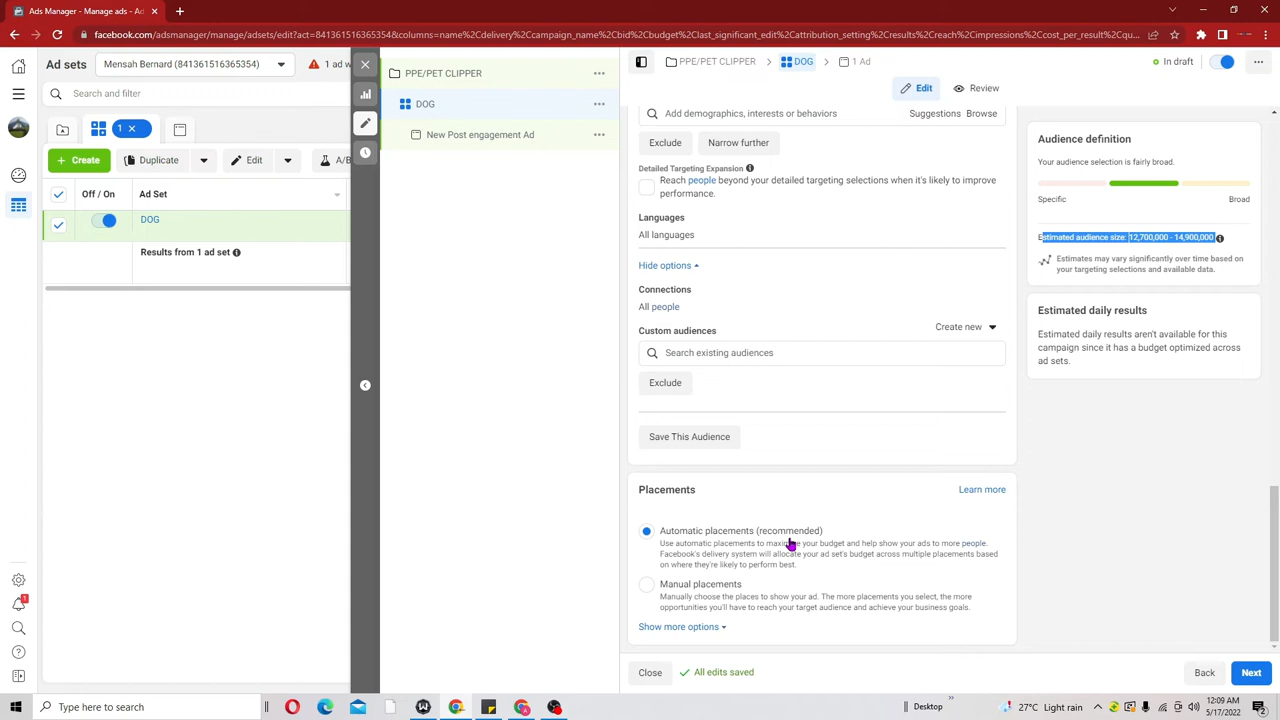 Ads Manager - Manage ads - Ad
facebook.com/adsmanager/manage/adsets/edit?act=841361516365354&columns=name%2Cdelivery%2Ccampaign_name%2Cbid%2Cbudget%2Clast_significant_edit%2Cattribution_setting%2Cresults%2Creach%2Cimpressions%2Ccost_per_result%2Cqu...
Ad sets
Mensah Bernard (841361516365354)
1 ad w
Search and filter
1
Create
Duplicate
Edit
A/B
Off / On
Ad Set
DOG
Results from 1 ad set
PPE/PET CLIPPER
DOG
New Post engagement Ad
PPE/PET CLIPPER
DOG
1 Ad
In draft
Edit
Review
Add demographics, interests or behaviors
Suggestions
Browse
Exclude
Narrow further
Detailed Targeting Expansion
Reach people beyond your detailed targeting selections when it's likely to improve
performance.
Languages
All languages
Hide options
Connections
All people
Custom audiences
Create new
Search existing audiences
Exclude
Save This Audience
Placements
Learn more
Automatic placements (recommended)
Use automatic placements to maximize your budget and help show your ads to more people.
Facebook's delivery system will allocate your ad set's budget across multiple placements based
on where they're likely to perform best.
Manual placements
Manually choose the places to show your ad. The more placements you select, the more
opportunities you'll have to reach your target audience and achieve your business goals.
Show more options
Close
All edits saved
Back
Next
Audience definition
Your audience selection is fairly broad.
Specific
Broad
Estimated audience size: 12,700,000 - 14,900,000
Estimates may vary significantly over time based on
your targeting selections and available data.
Estimated daily results
Estimated daily results aren't available for this
campaign since it has a budget optimized across
ad sets.
1
Type here to search
Desktop
27°C Light rain
12:09 AM
5/17/2022
2